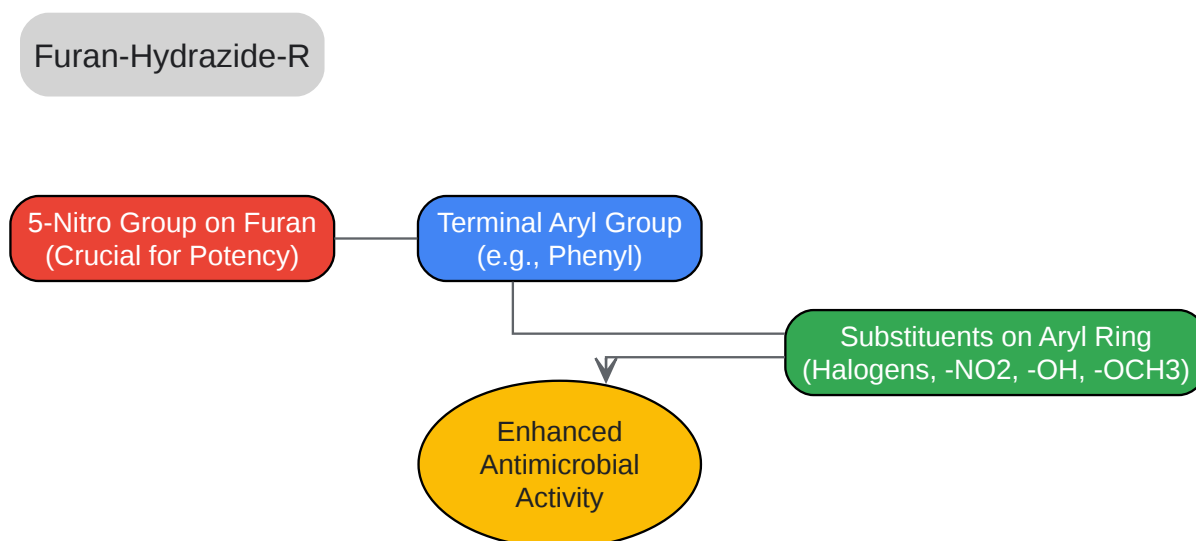 Furan-Hydrazide-R
5-Nitro Group on Furan
(Crucial for Potency)
Terminal Aryl Group
(e.g., Phenyl)
Substituents on Aryl Ring
(Halogens, -NO2, -OH, -OCH3)
Enhanced
Antimicrobial
Activity